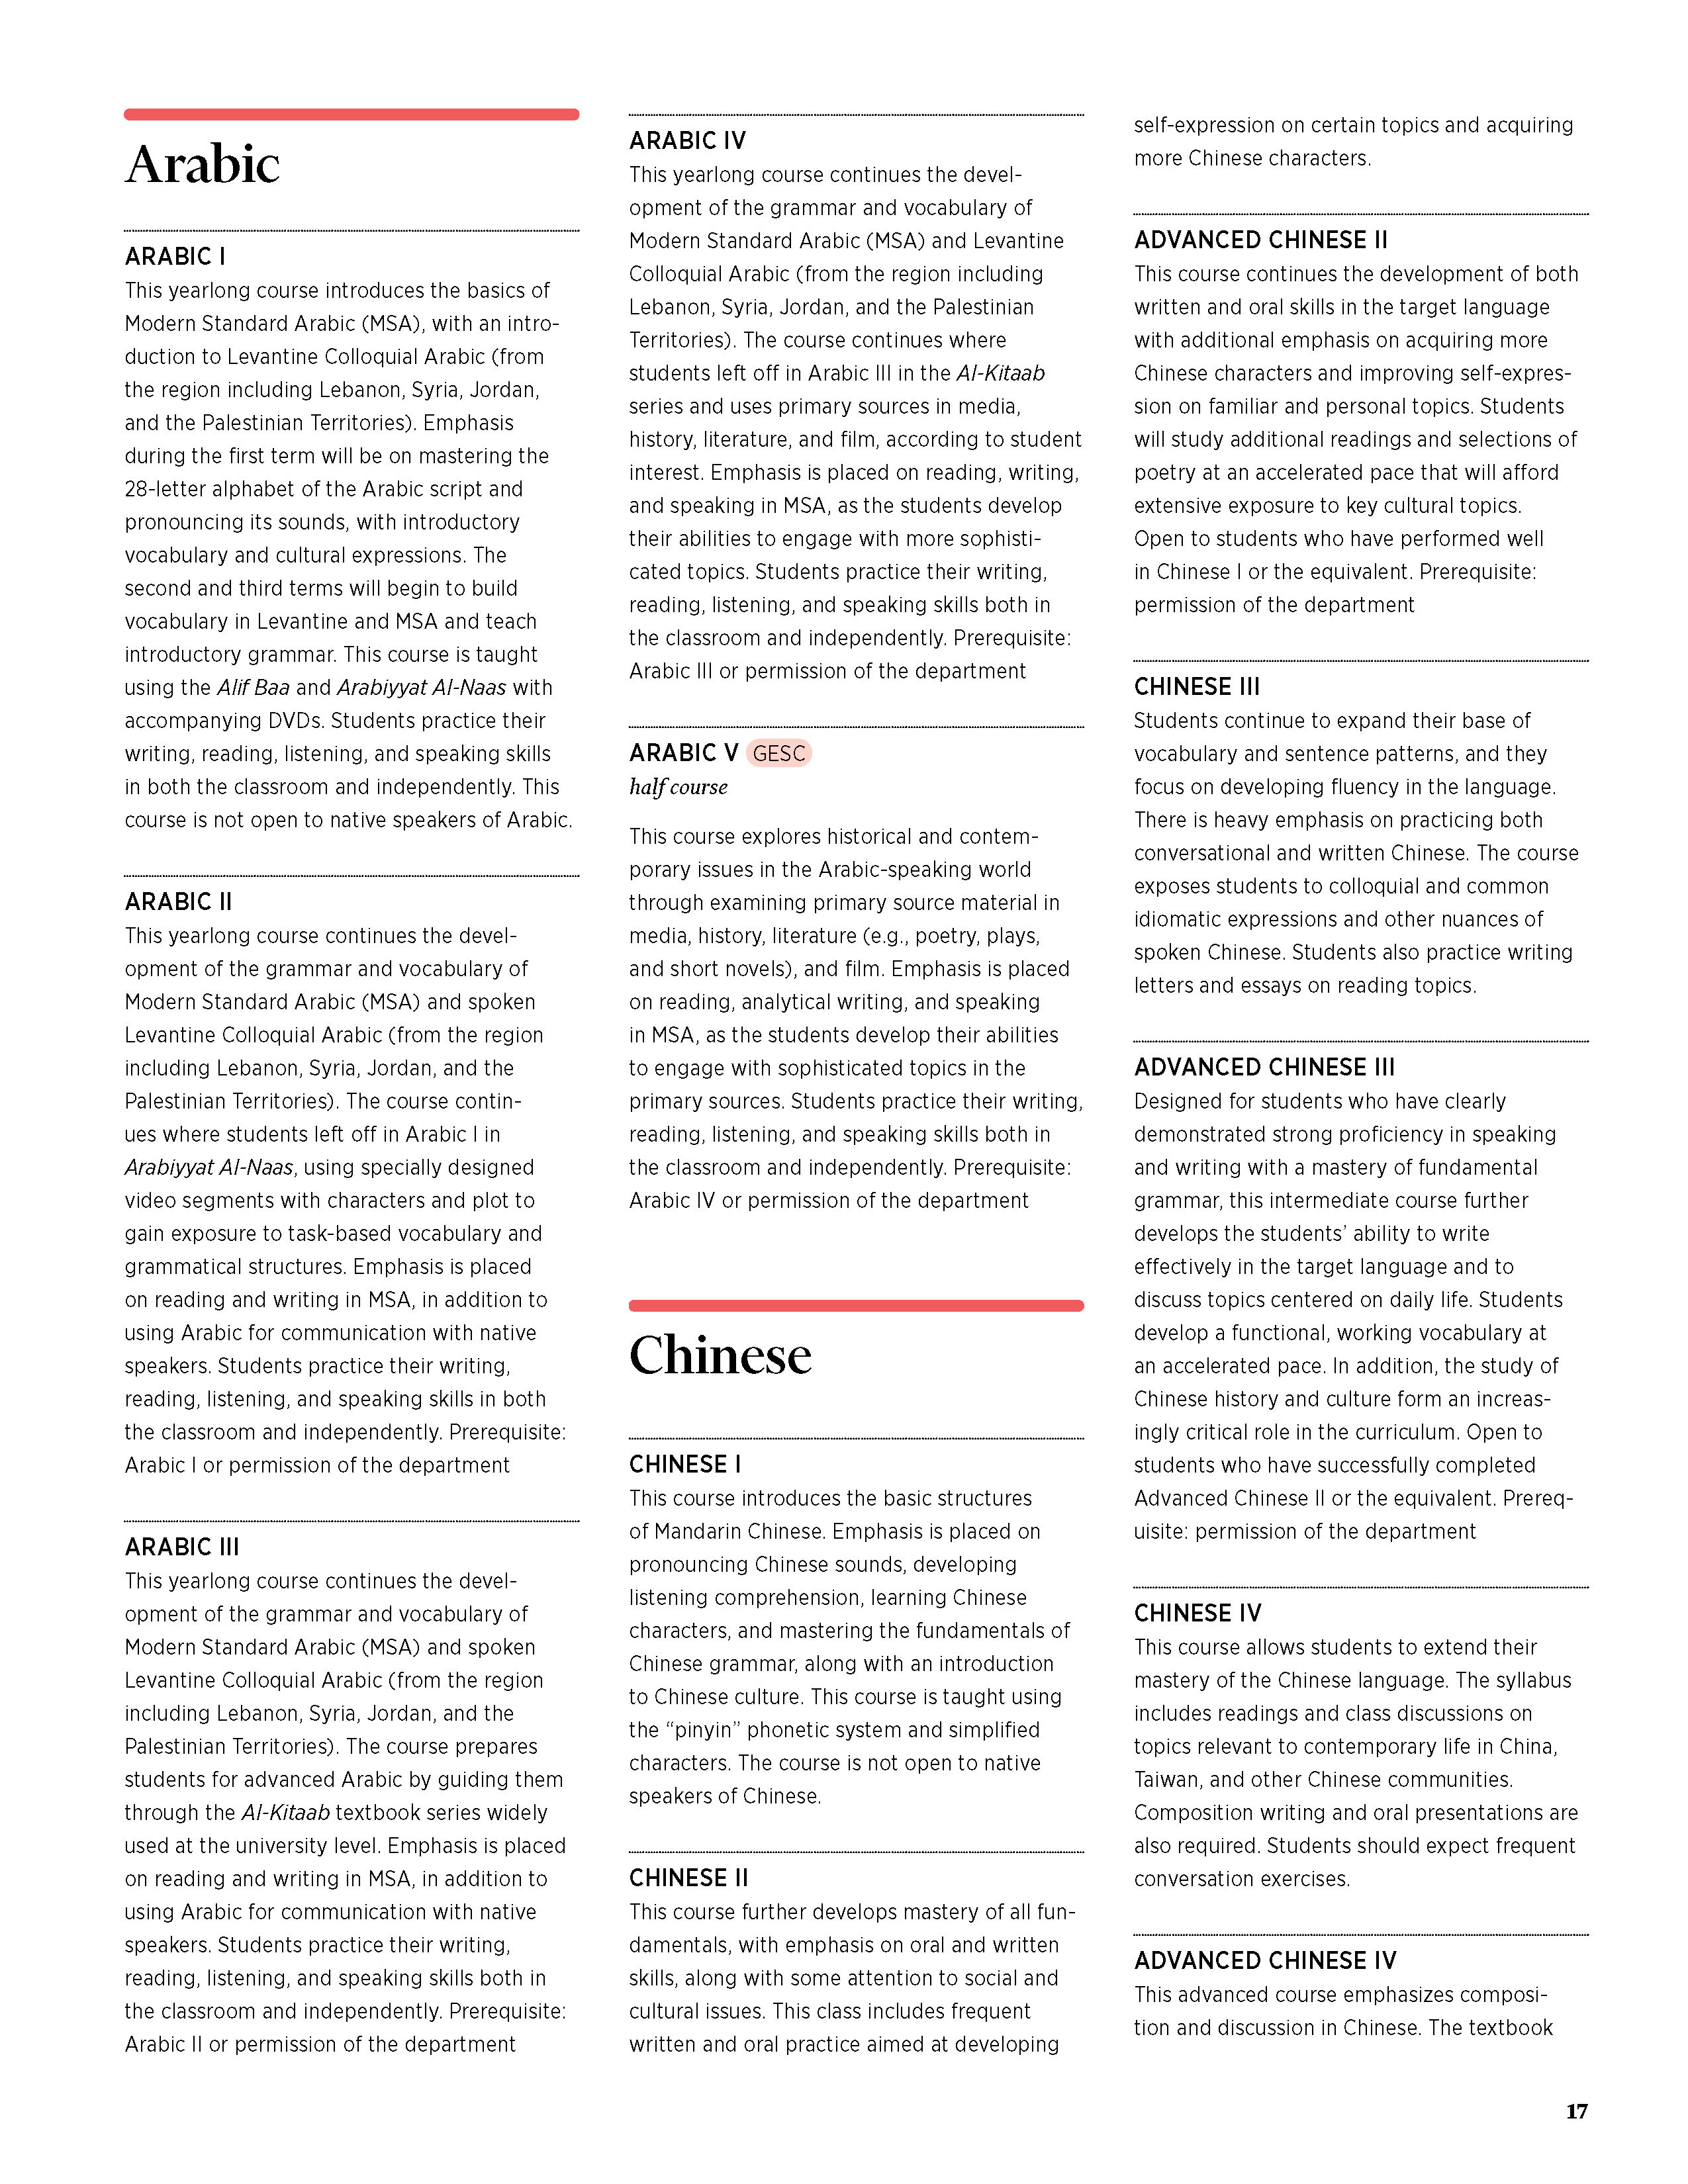 Arabic
ARABIC I
This yearlong course introduces the basics of
Modern Standard Arabic (MSA), with an intro-
duction to Levantine Colloquial Arabic (from
the region including Lebanon, Syria, Jordan,
and the Palestinian Territories). Emphasis
during the first term will be on mastering the
28-letter alphabet of the Arabic script and
pronouncing its sounds, with introductory
vocabulary and cultural expressions. The
second and third terms will begin to build
vocabulary in Levantine and MSA and teach
introductory grammar. This course is taught
using the Alif Baa and Arabiyyat Al-Naas with
accompanying DVDs. Students practice their
writing, reading, listening, and speaking skills
in both the classroom and independently. This
course is not open to native speakers of Arabic.
ARABIC II
This yearlong course continues the devel-
opment of the grammar and vocabulary of
Modern Standard Arabic (MSA) and spoken
Levantine Colloquial Arabic (from the region
including Lebanon, Syria, Jordan, and the
Palestinian Territories). The course contin-
ues where students left off in Arabic I in
Arabiyyat Al-Naas, using specially designed
video segments with characters and plot to
gain exposure to task-based vocabulary and
grammatical structures. Emphasis is placed
on reading and writing in MSA, in addition to
using Arabic for communication with native
speakers. Students practice their writing,
reading, listening, and speaking skills in both
the classroom and independently. Prerequisite:
Arabic I or permission of the department
ARABIC III
This yearlong course continues the devel-
opment of the grammar and vocabulary of
Modern Standard Arabic (MSA) and spoken
Levantine Colloquial Arabic (from the region
including Lebanon, Syria, Jordan, and the
Palestinian Territories). The course prepares
students for advanced Arabic by guiding them
through the Al-Kitaab textbook series widely
used at the university level. Emphasis is placed
on reading and writing in MSA, in addition to
using Arabic for communication with native
speakers. Students practice their writing,
reading, listening, and speaking skills both in
the classroom and independently. Prerequisite:
Arabic II or permission of the department
ARABIC IV
This yearlong course continues the devel-
opment of the grammar and vocabulary of
Modern Standard Arabic (MSA) and Levantine
Colloquial Arabic (from the region including
Lebanon, Syria, Jordan, and the Palestinian
Territories). The course continues where
students left off in Arabic III in the Al-Kitaab
series and uses primary sources in media,
history, literature, and film, according to student
interest. Emphasis is placed on reading, writing,
and speaking in MSA, as the students develop
their abilities to engage with more sophisti-
cated topics. Students practice their writing,
reading, listening, and speaking skills both in
the classroom and independently. Prerequisite:
Arabic III or permission of the department
ARABIC V GESC
half course
This course explores historical and contem-
porary issues in the Arabic-speaking world
through examining primary source material in
media, history, literature (e.g., poetry, plays,
and short novels), and film. Emphasis is placed
on reading, analytical writing, and speaking
in MSA, as the students develop their abilities
to engage with sophisticated topics in the
primary sources. Students practice their writing,
reading, listening, and speaking skills both in
the classroom and independently. Prerequisite:
Arabic IV or permission of the department
Chinese
CHINESE I
This course introduces the basic structures
of Mandarin Chinese. Emphasis is placed on
pronouncing Chinese sounds, developing
listening comprehension, learning Chinese
characters, and mastering the fundamentals of
Chinese grammar, along with an introduction
to Chinese culture. This course is taught using
the “pinyin” phonetic system and simplified
characters. The course is not open to native
speakers of Chinese.
CHINESE II
This course further develops mastery of all fun-
damentals, with emphasis on oral and written
skills, along with some attention to social and
cultural issues. This class includes frequent
written and oral practice aimed at developing
self-expression on certain topics and acquiring
more Chinese characters.
ADVANCED CHINESE II
This course continues the development of both
written and oral skills in the target language
with additional emphasis on acquiring more
Chinese characters and improving self-expres-
sion on familiar and personal topics. Students
will study additional readings and selections of
poetry at an accelerated pace that will afford
extensive exposure to key cultural topics.
Open to students who have performed well
in Chinese I or the equivalent. Prerequisite:
permission of the department
CHINESE III
Students continue to expand their base of
vocabulary and sentence patterns, and they
focus on developing fluency in the language.
There is heavy emphasis on practicing both
conversational and written Chinese. The course
exposes students to colloquial and common
idiomatic expressions and other nuances of
spoken Chinese. Students also practice writing
letters and essays on reading topics.
ADVANCED CHINESE III
Designed for students who have clearly
demonstrated strong proficiency in speaking
and writing with a mastery of fundamental
grammar, this intermediate course further
develops the students’ ability to write
effectively in the target language and to
discuss topics centered on daily life. Students
develop a functional, working vocabulary at
an accelerated pace. In addition, the study of
Chinese history and culture form an increas-
ingly critical role in the curriculum. Open to
students who have successfully completed
Advanced Chinese II or the equivalent. Prereq-
uisite: permission of the department
CHINESE IV
This course allows students to extend their
mastery of the Chinese language. The syllabus
includes readings and class discussions on
topics relevant to contemporary life in China,
Taiwan, and other Chinese communities.
Composition writing and oral presentations are
also required. Students should expect frequent
conversation exercises.
ADVANCED CHINESE IV
This advanced course emphasizes composi-
tion and discussion in Chinese. The textbook
17